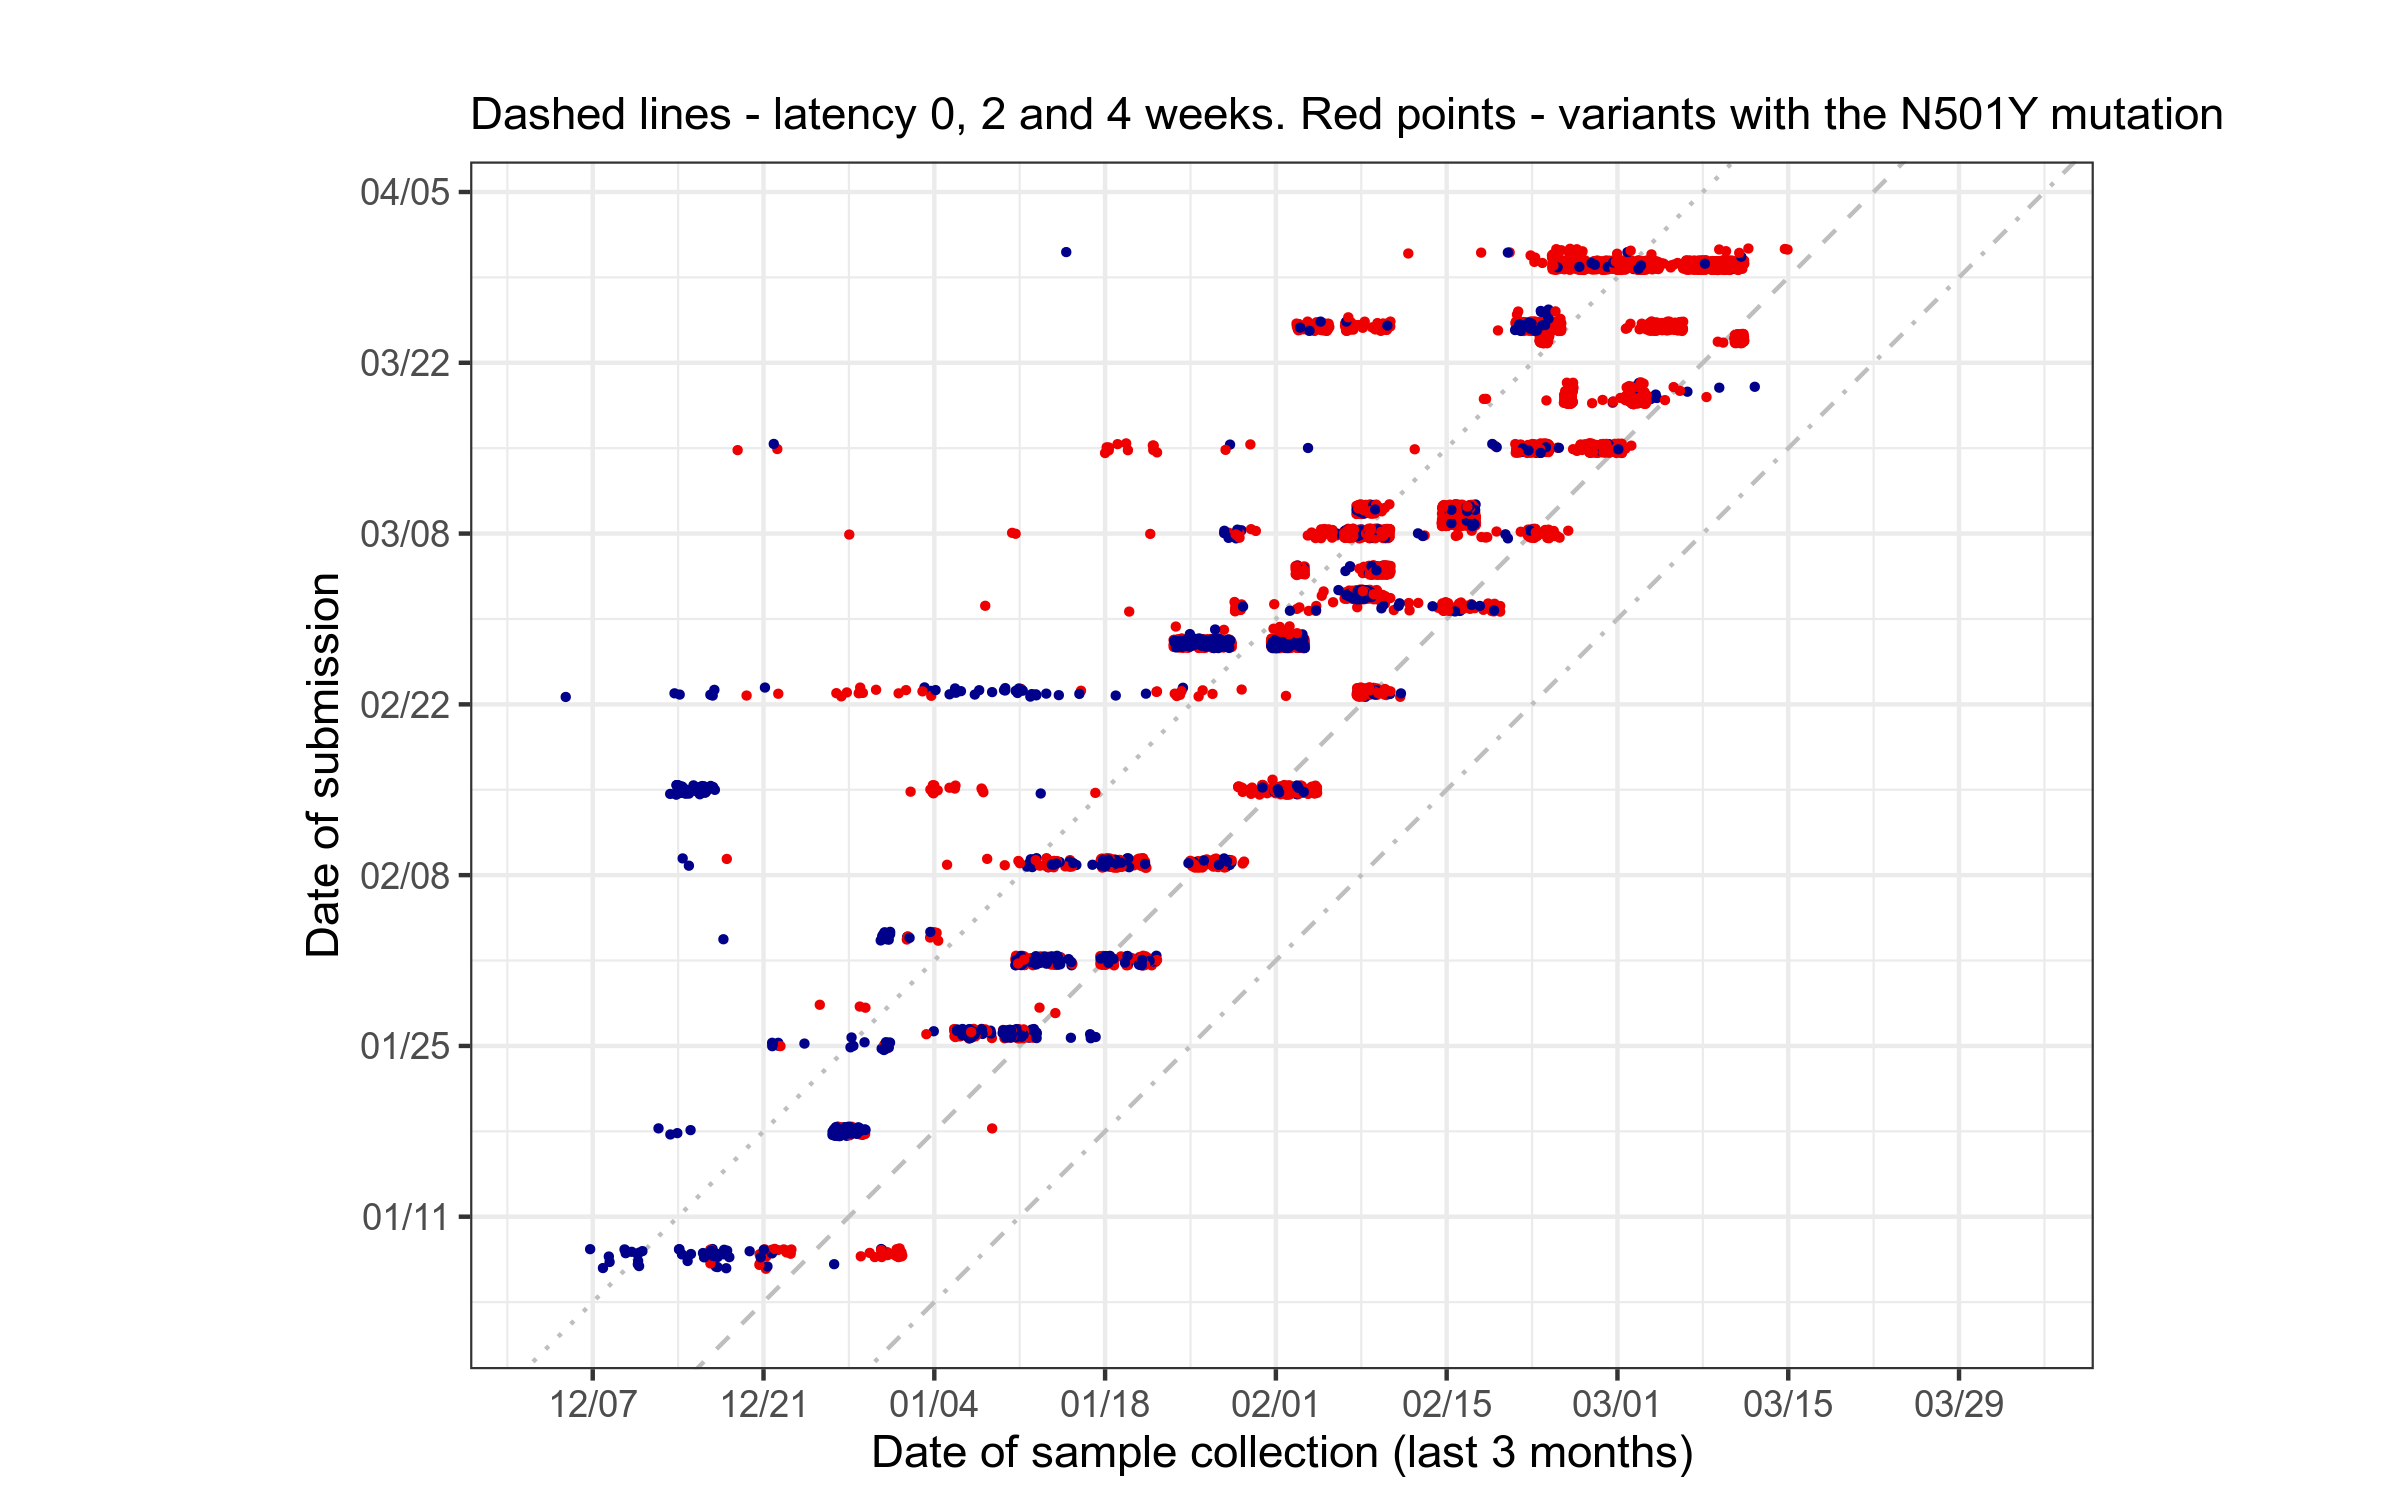 Dashed lines - latency 0, 2 and 4 weeks. Red points - variants with the N501Y mutation
Date of submission
04/05
03/22
03/08
02/22
02/08
01/25
01/11
12/07 12/21 01/04 01/18 02/01 02/15 03/01 03/15 03/29
Date of sample collection (last 3 months)